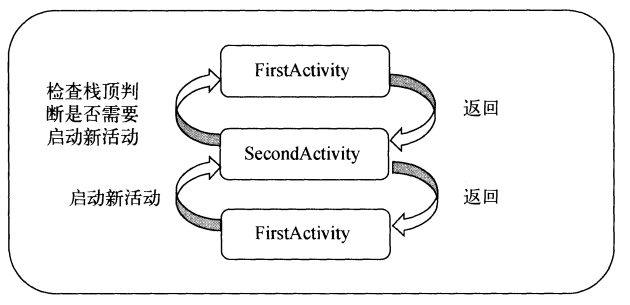 FirstActivity
检查栈顶判
断是否需要
启动新活动
返回
SecondActivity
启动新活动
返回
FirstActivity